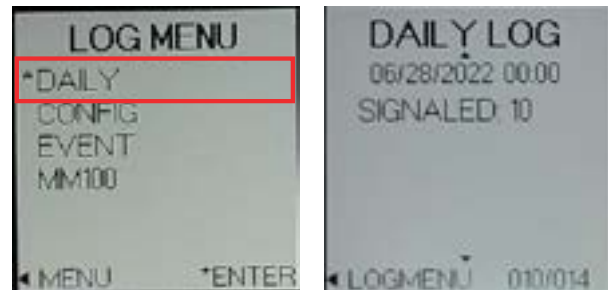 LOG MENU
*DAILY
CONFIG
EVENT
MM100
◄ MENU *ENTER
DAILY LOG
06/28/2022 00:00
SIGNALED: 10
◄ LOGMENU 010/014